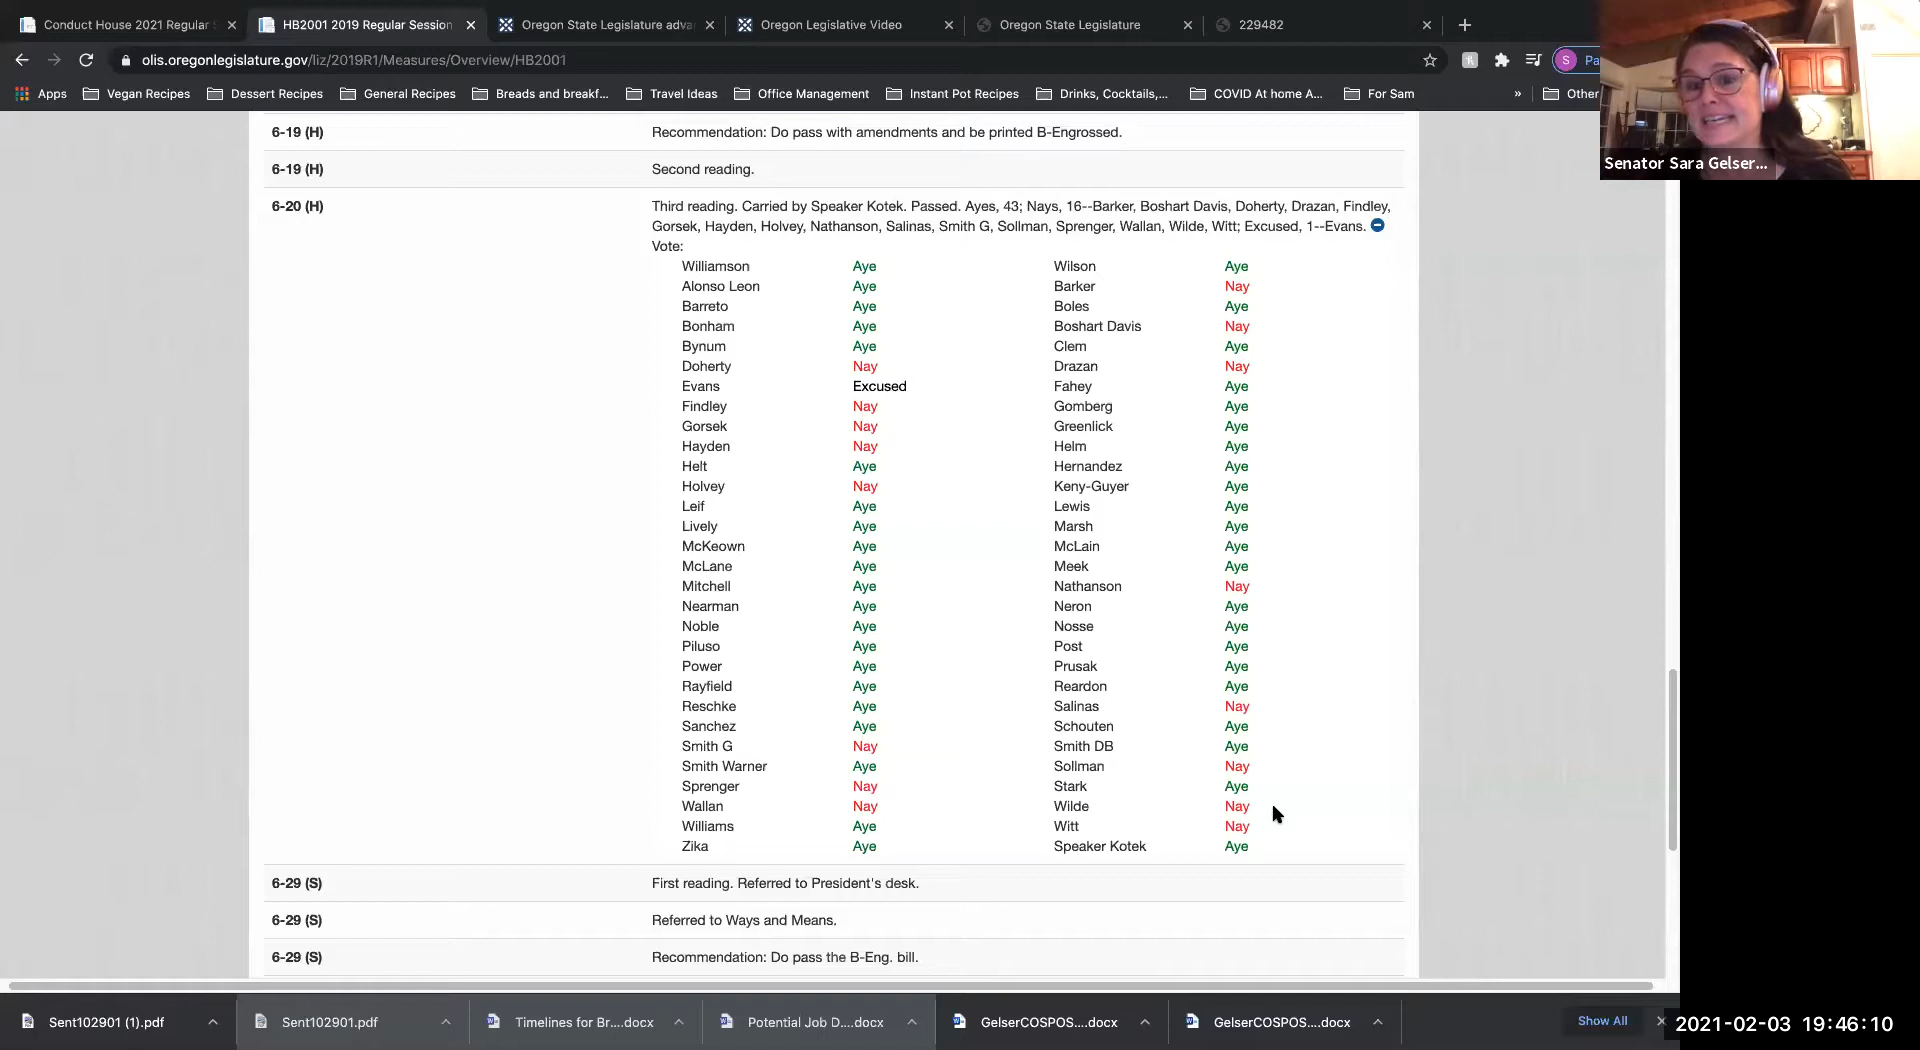 Conduct House 2021 Regular
HB2001 2019 Regular Session
Oregon State Legislature adva
Oregon Legislative Video
Oregon State Legislature
229482
olis.oregonlegislature.gov/liz/2019R1/Measures/Overview/HB2001
S Pa
Apps Vegan Recipes Dessert Recipes General Recipes Breads and breakf... Travel Ideas Office Management Instant Pot Recipes Drinks, Cocktails,... COVID At home A... For Sam » Other
Senator Sara Gelser...
6-19 (H) Recommendation: Do pass with amendments and be printed B-Engrossed.
6-19 (H) Second reading.
6-20 (H) Third reading. Carried by Speaker Kotek. Passed. Ayes, 43; Nays, 16--Barker, Boshart Davis, Doherty, Drazan, Findley,
Gorsek, Hayden, Holvey, Nathanson, Salinas, Smith G, Sollman, Sprenger, Wallan, Wilde, Witt; Excused, 1--Evans.
Vote:
Williamson Aye Wilson Aye
Alonso Leon Aye Barker Nay
Barreto Aye Boles Aye
Bonham Aye Boshart Davis Nay
Bynum Aye Clem Aye
Doherty Nay Drazan Nay
Evans Excused Fahey Aye
Findley Nay Gomberg Aye
Gorsek Nay Greenlick Aye
Hayden Nay Helm Aye
Helt Aye Hernandez Aye
Holvey Nay Keny-Guyer Aye
Leif Aye Lewis Aye
Lively Aye Marsh Aye
McKeown Aye McLain Aye
McLane Aye Meek Aye
Mitchell Aye Nathanson Nay
Nearman Aye Neron Aye
Noble Aye Nosse Aye
Piluso Aye Post Aye
Power Aye Prusak Aye
Rayfield Aye Reardon Aye
Reschke Aye Salinas Nay
Sanchez Aye Schouten Aye
Smith G Nay Smith DB Aye
Smith Warner Aye Sollman Nay
Sprenger Nay Stark Aye
Wallan Nay Wilde Nay
Williams Aye Witt Nay
Zika Aye Speaker Kotek Aye
6-29 (S) First reading. Referred to President's desk.
6-29 (S) Referred to Ways and Means.
6-29 (S) Recommendation: Do pass the B-Eng. bill.
Sent102901 (1).pdf
Sent102901.pdf
Timelines for Br....docx
Potential Job D....docx
GelserCOSPOS....docx
GelserCOSPOS....docx
Show All
2021-02-03 19:46:10